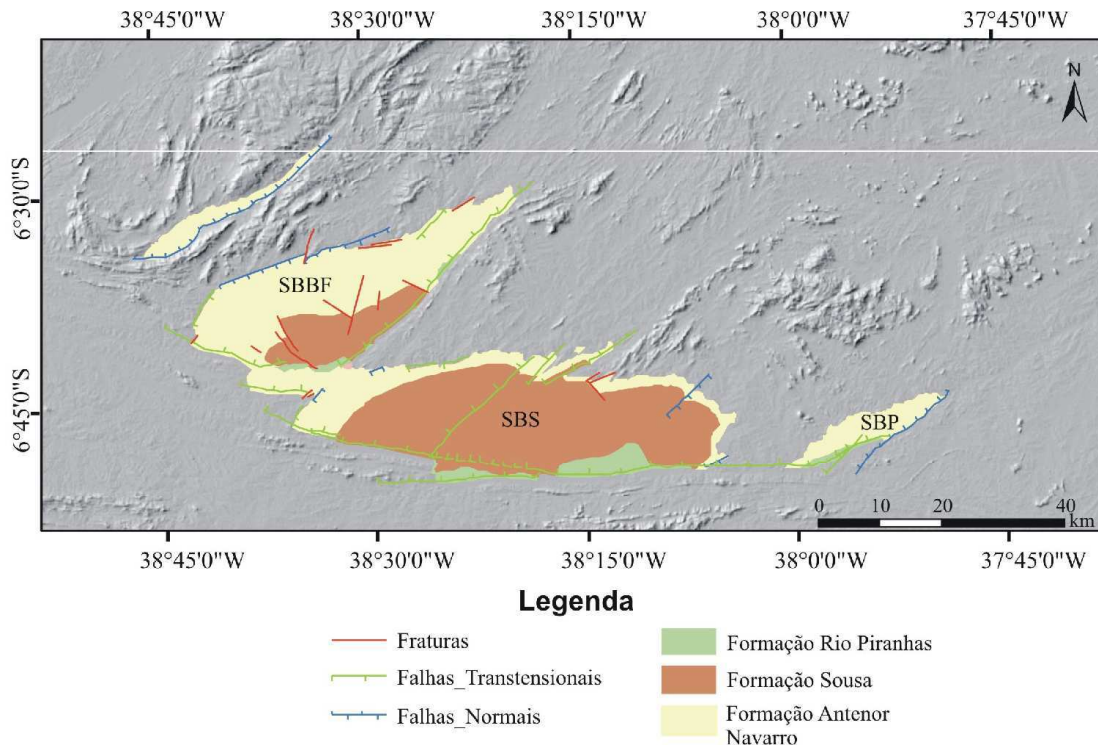 38°45'0"W 38°30'0"W 38°15'0"W 38°0'0"W 37°45'0"W
N
6°30'0"S
SBBF
6°45'0"S
SBS
SBP
0 10 20 40
km
38°45'0"W 38°30'0"W 38°15'0"W 38°0'0"W 37°45'0"W
Legenda
Fraturas
Falhas_Transtensionais
Falhas_Normais
Formação Rio Piranhas
Formação Sousa
Formação Antenor
Navarro